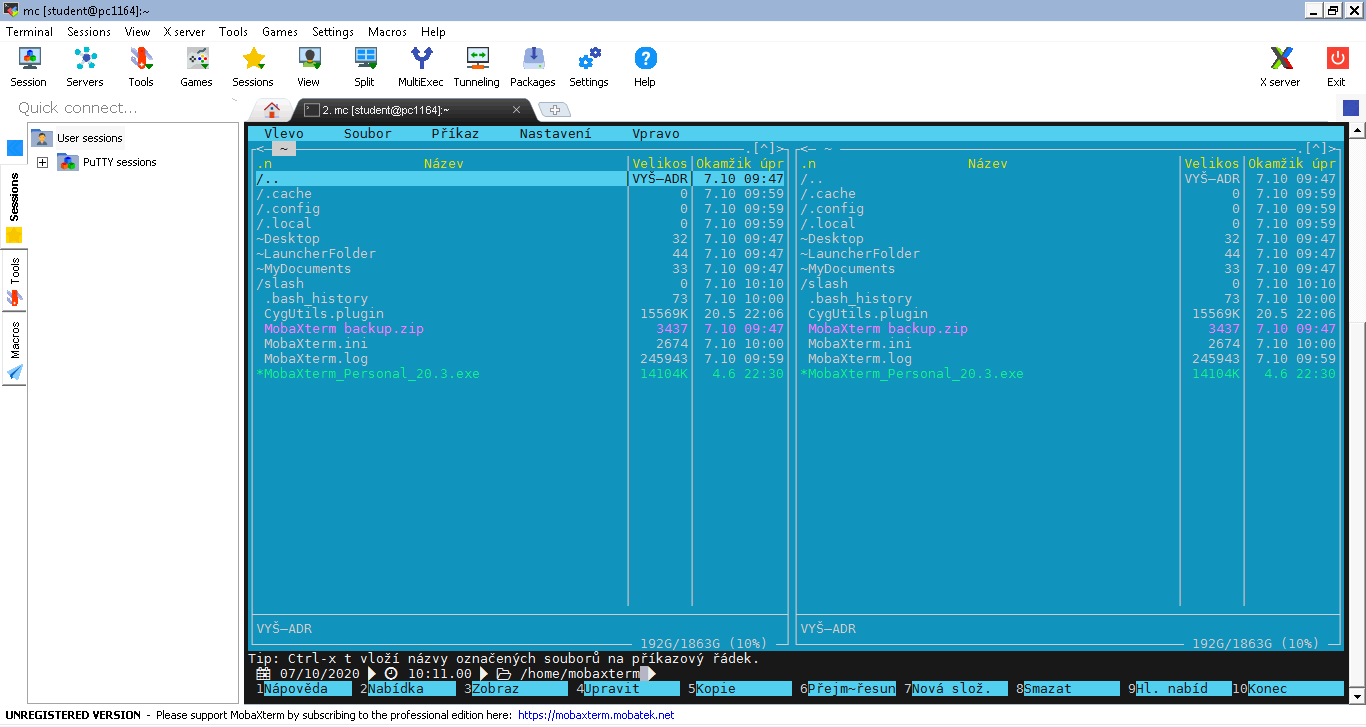 mc [student@pc1164]:~
Terminal Sessions View X server Tools Games Settings Macros Help
Session Servers Tools Games Sessions View Split MultiExec Tunneling Packages Settings Help X server Exit
Quick connect...
2. mc [student@pc1164]:~
User sessions
PuTTY sessions
Sessions
Tools
Macros
Vlevo Soubor Příkaz Nastavení Vpravo
<─ ~ ─.[^]>
.n Název Velikos Okamžik úpr
/.. VYŠ–ADR 7.10 09:47
/.cache 0 7.10 09:59
/.config 0 7.10 09:59
/.local 0 7.10 09:59
~Desktop 32 7.10 09:47
~LauncherFolder 44 7.10 09:47
~MyDocuments 33 7.10 09:47
/slash 0 7.10 10:10
.bash_history 73 7.10 10:00
CygUtils.plugin 15569K 20.5 22:06
MobaXterm backup.zip 3437 7.10 09:47
MobaXterm.ini 2674 7.10 10:00
MobaXterm.log 245943 7.10 09:59
*MobaXterm_Personal_20.3.exe 14104K 4.6 22:30
VYŠ–ADR
192G/1863G (10%)
<─ ~ ─.[^]>
.n Název Velikos Okamžik úpr
/.. VYŠ–ADR 7.10 09:47
/.cache 0 7.10 09:59
/.config 0 7.10 09:59
/.local 0 7.10 09:59
~Desktop 32 7.10 09:47
~LauncherFolder 44 7.10 09:47
~MyDocuments 33 7.10 09:47
/slash 0 7.10 10:10
.bash_history 73 7.10 10:00
CygUtils.plugin 15569K 20.5 22:06
MobaXterm backup.zip 3437 7.10 09:47
MobaXterm.ini 2674 7.10 10:00
MobaXterm.log 245943 7.10 09:59
*MobaXterm_Personal_20.3.exe 14104K 4.6 22:30
VYŠ–ADR
192G/1863G (10%)
Tip: Ctrl-x t vloží názvy označených souborů na příkazový řádek.
07/10/2020 10:11.00 /home/mobaxterm
1Nápověda 2Nabídka 3Zobraz 4Upravit 5Kopie 6Přejm~řesun 7Nová slož. 8Smazat 9Hl. nabíd 10Konec
UNREGISTERED VERSION - Please support MobaXterm by subscribing to the professional edition here: https://mobaxterm.mobatek.net